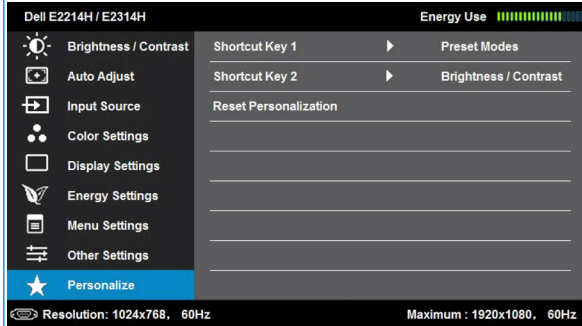 Dell E2214H / E2314H Energy Use
Brightness / Contrast Shortcut Key 1 Preset Modes
Auto Adjust Shortcut Key 2 Brightness / Contrast
Input Source Reset Personalization
Color Settings
Display Settings
Energy Settings
Menu Settings
Other Settings
Personalize
Resolution: 1024x768, 60Hz Maximum : 1920x1080, 60Hz